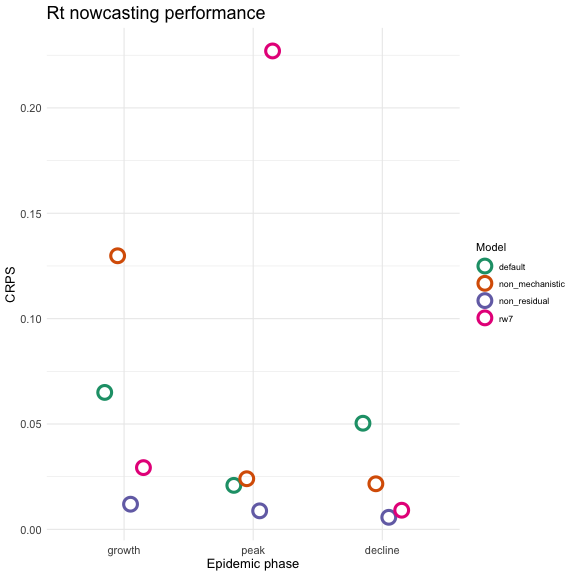 Rt nowcasting performance
0.20
0.15
0.10
0.05
0.00
CRPS
growth
peak
decline
Epidemic phase
Model
default
non_mechanistic
non_residual
rw7